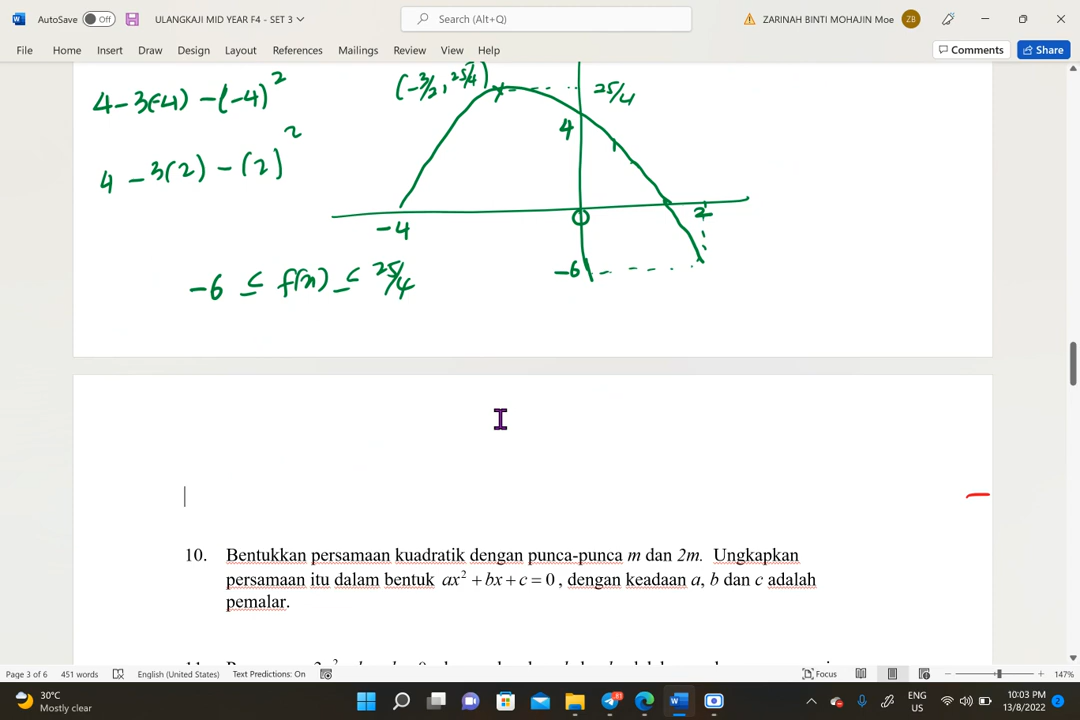 AutoSave Off ULANGKAJI MID YEAR F4 - SET 3 Search (Alt+Q) ZARINAH BINTI MOHAJIN Moe ZB
File Home Insert Draw Design Layout References Mailings Review View Help Comments Share
4-3(-4) -(-4)²
(-3/2, 25/4)
25/4
4
4 -3(2) - (2)²
-4
0
2
-6
-6 ≤ f(x) ≤ 25/4
10. Bentukkan persamaan kuadratik dengan punca-punca m dan 2m. Ungkapkan
persamaan itu dalam bentuk ax² + bx + c = 0, dengan keadaan a, b dan c adalah
pemalar.
Page 3 of 6 451 words English (United States) Text Predictions: On Focus 147%
30°C
Mostly clear
ENG
US
10:03 PM
13/8/2022
2